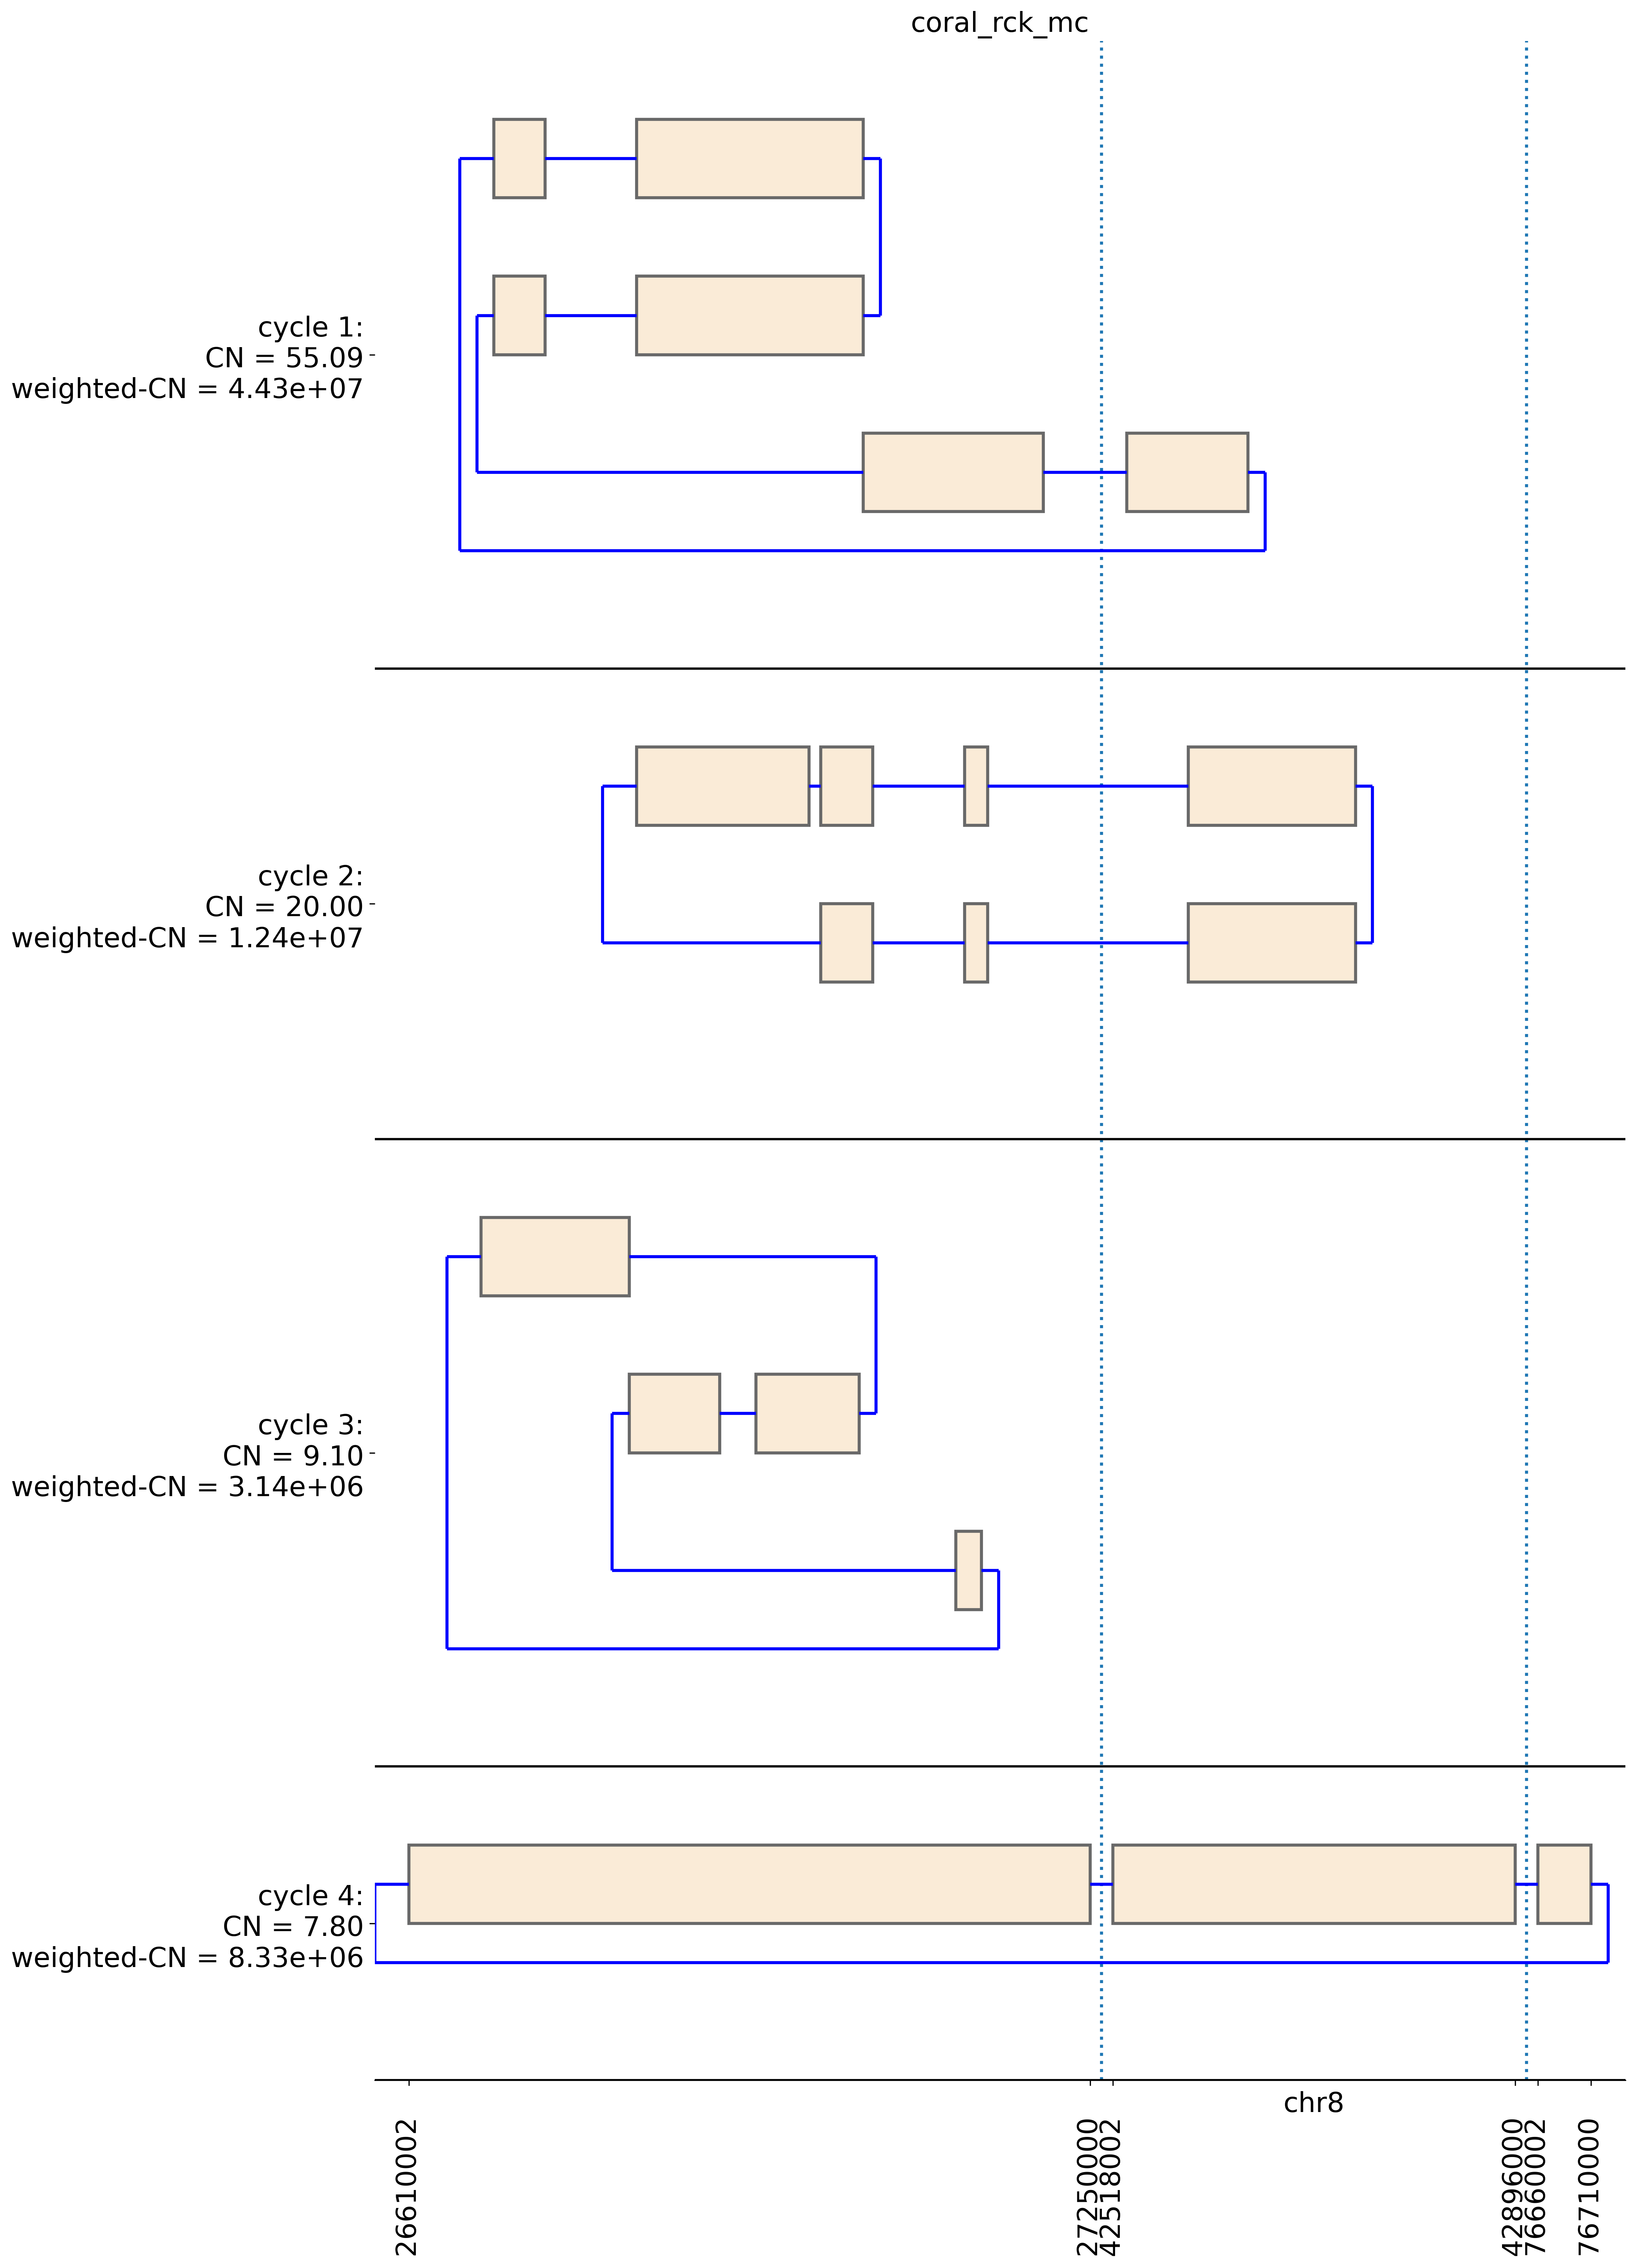 coral_rck_mc
cycle 1:
CN = 55.09
weighted-CN = 4.43e+07
cycle 2:
CN = 20.00
weighted-CN = 1.24e+07
cycle 3:
CN = 9.10
weighted-CN = 3.14e+06
cycle 4:
CN = 7.80
weighted-CN = 8.33e+06
chr8
26610002
27250000
42518002
42896000
76660002
76710000